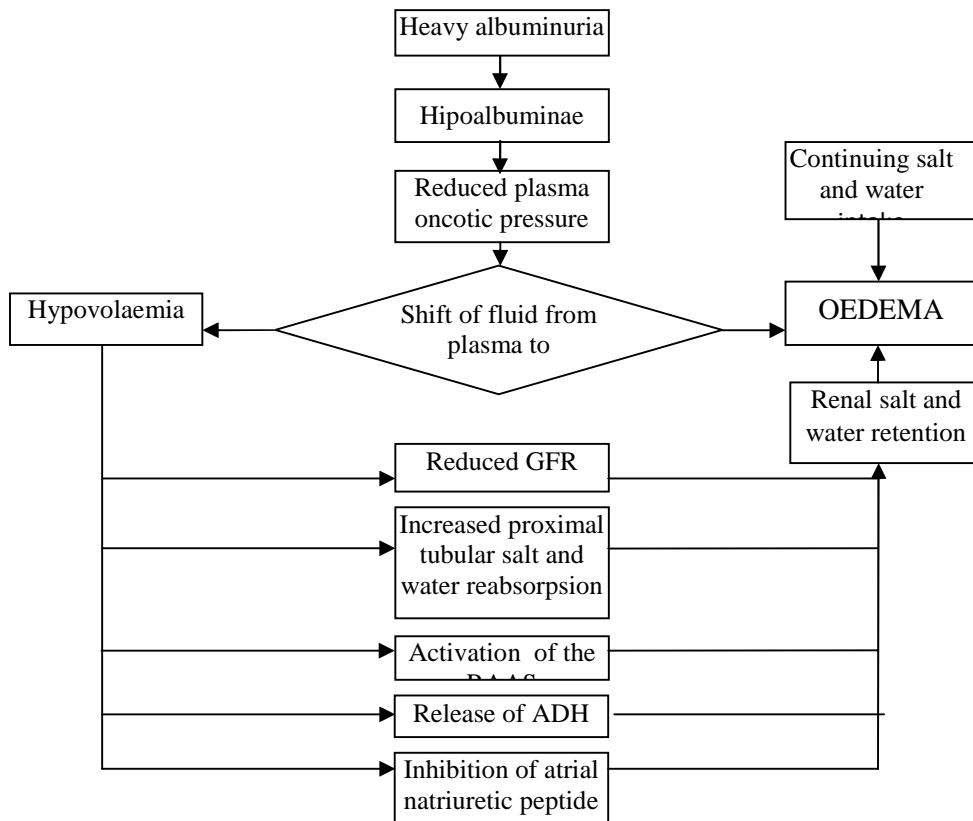 Heavy albuminuria
Hipoalbuminae
Reduced plasma
oncotic pressure
Continuing salt
and water
Hypovolaemia
Shift of fluid from
plasma to
OEDEMA
Renal salt and
water retention
Reduced GFR
Increased proximal
tubular salt and
water reabsorpsion
Activation of the
Release of ADH
Inhibition of atrial
natriuretic peptide